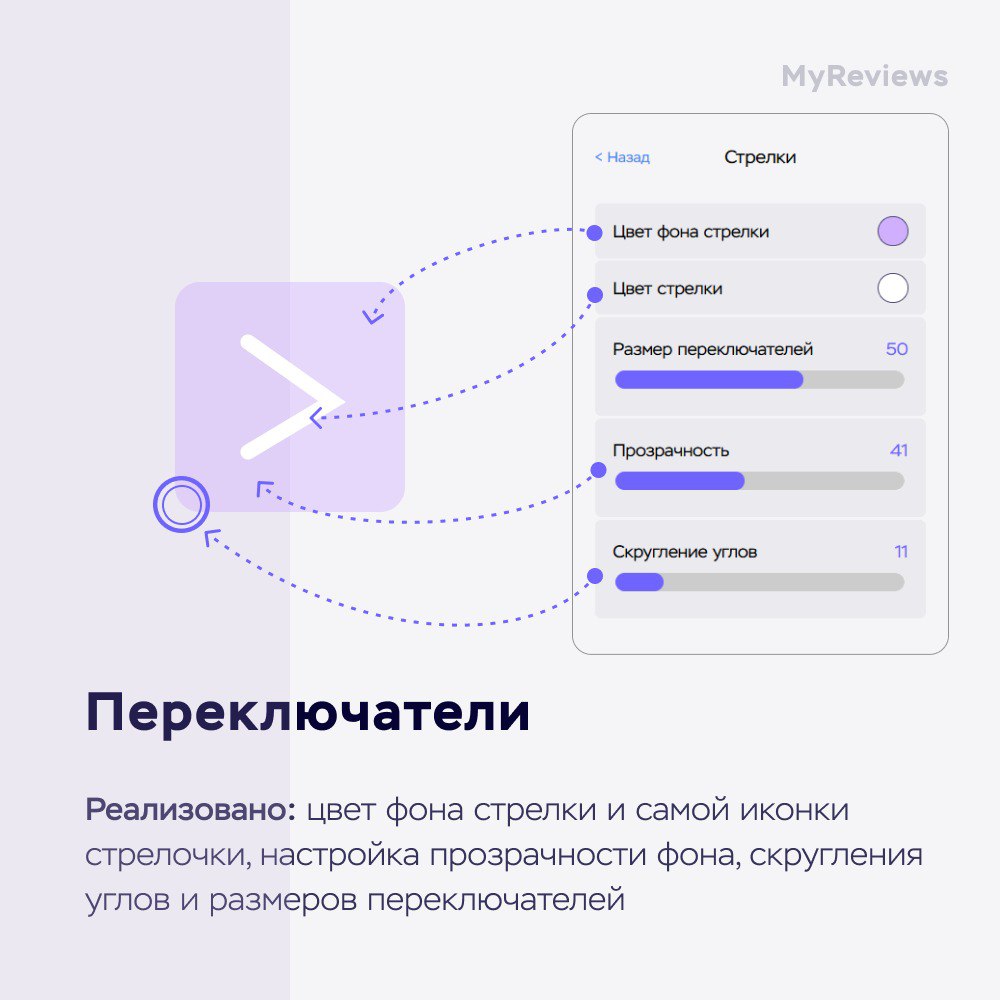 MyReviews
< Назад
Стрелки
Цвет фона стрелки
Цвет стрелки
Размер переключателей 50
Прозрачность 41
Скругление углов 11
Переключатели
Реализовано: цвет фона стрелки и самой иконки
стрелочки, настройка прозрачности фона, скругления
углов и размеров переключателей